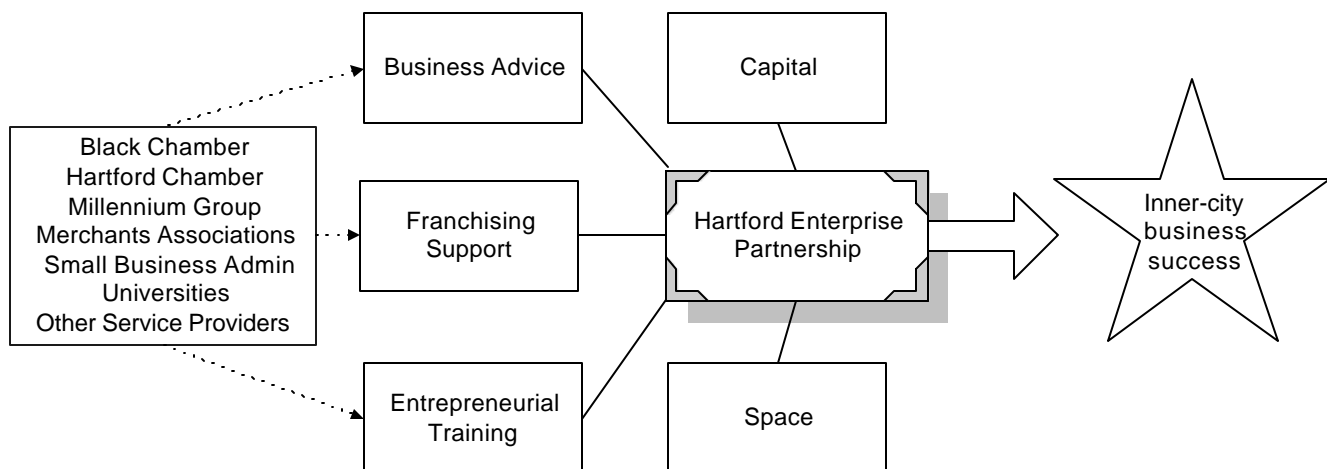 Business Advice
Capital
Black Chamber
Hartford Chamber
Millennium Group
Merchants Associations
Small Business Admin
Universities
Other Service Providers
Franchising
Support
Hartford Enterprise
Partnership
Inner-city
business
success
Entrepreneurial
Training
Space